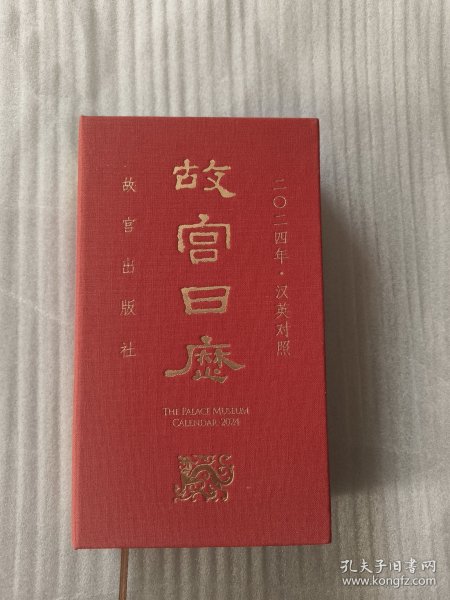 二〇二四年·汉英对照
故宫日历
故宫出版社
THE PALACE MUSEUM
CALENDAR 2024
孔夫子旧书网
www.kongfz.com